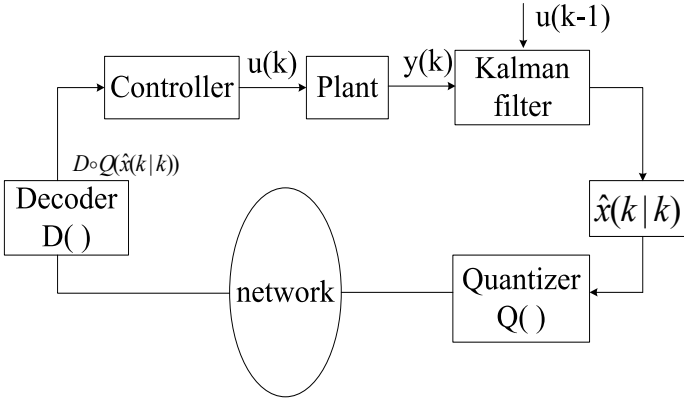 u(k-1)
Controller
u(k)
Plant
y(k)
Kalman
filter
D∘Q(x̂(k|k))
Decoder
D( )
x̂(k|k)
network
Quantizer
Q( )